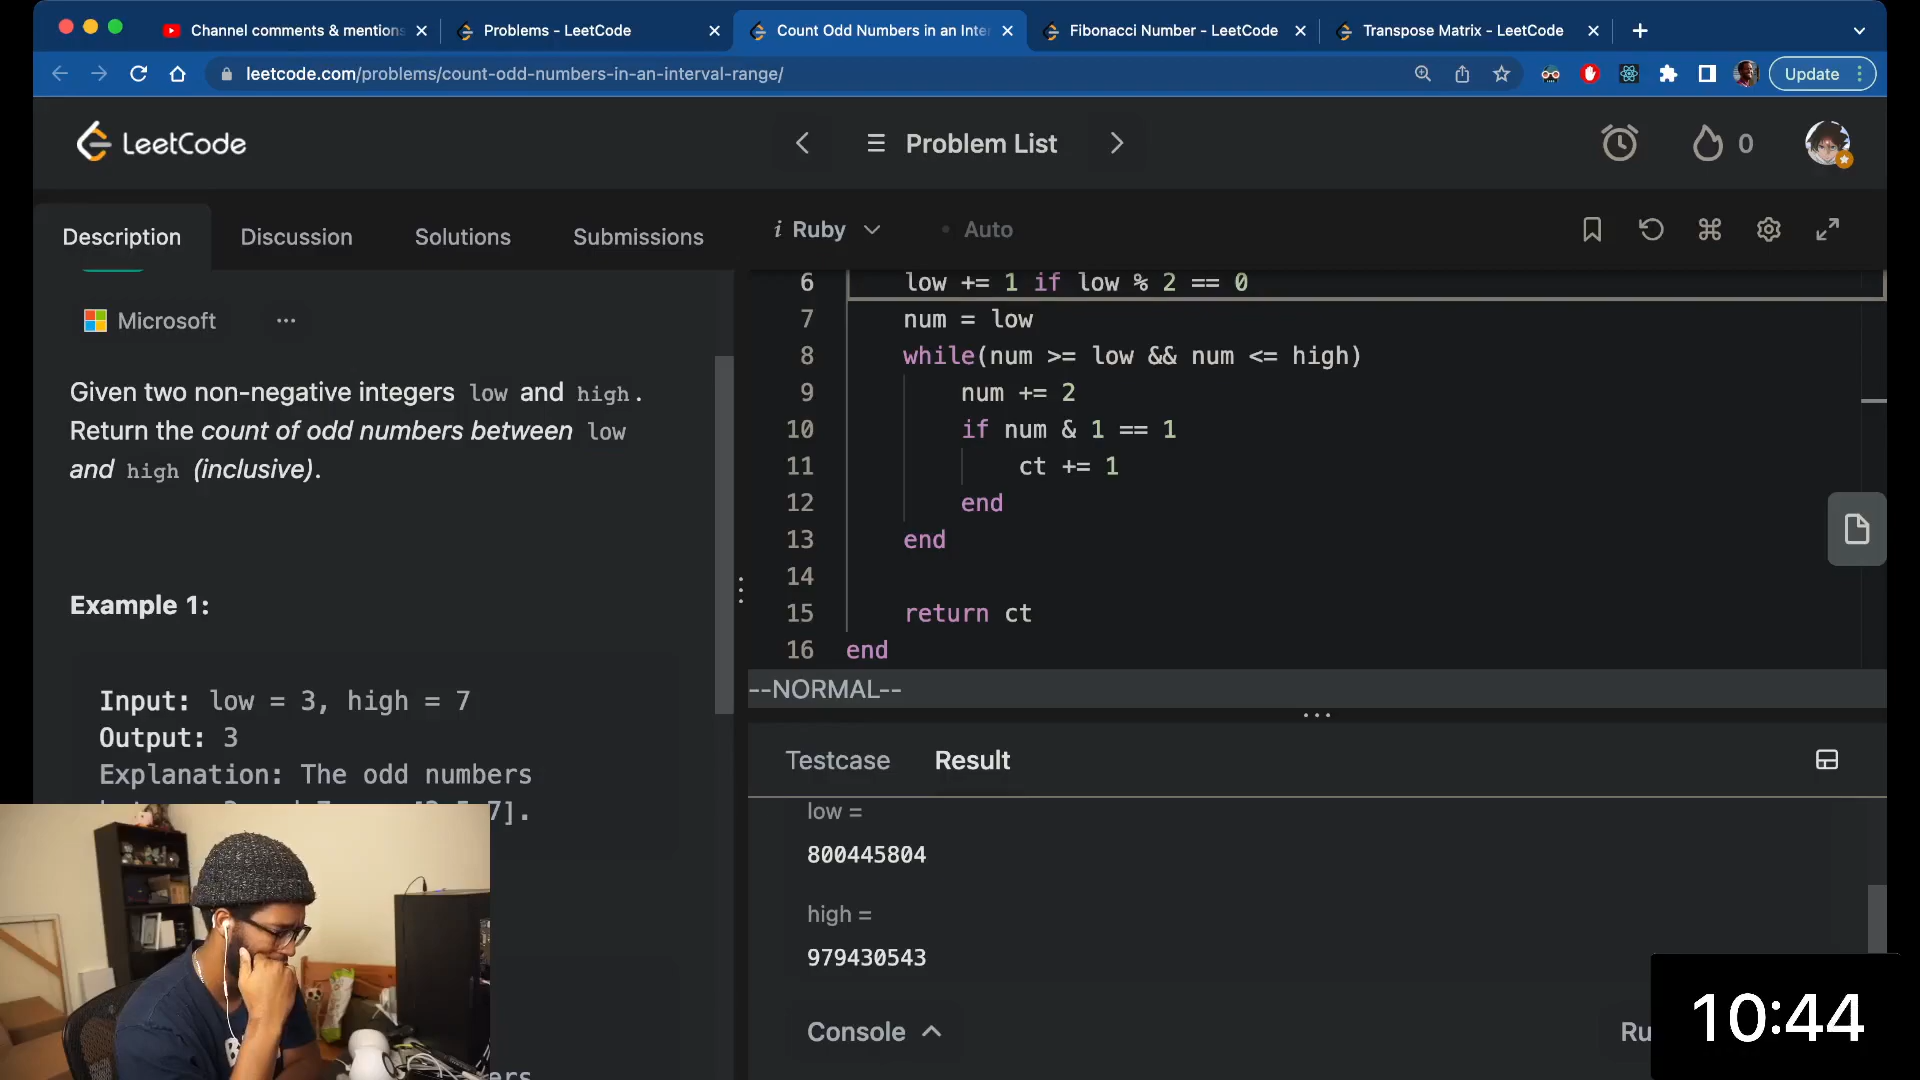 Channel comments & mentions
Problems - LeetCode
Count Odd Numbers in an Inte
Fibonacci Number - LeetCode
Transpose Matrix - LeetCode
leetcode.com/problems/count-odd-numbers-in-an-interval-range/
Update
LeetCode
Problem List
0
Description
Discussion
Solutions
Submissions
i Ruby
• Auto
Microsoft
...
Given two non-negative integers low and high.
Return the count of odd numbers between low
and high (inclusive).
Example 1:
Input: low = 3, high = 7
Output: 3
Explanation: The odd numbers
7].
ers
6 low += 1 if low % 2 == 0
7 num = low
8 while(num >= low && num <= high)
9 num += 2
10 if num & 1 == 1
11 ct += 1
12 end
13 end
14
15 return ct
16 end
--NORMAL--
Testcase
Result
low =
800445804
high =
979430543
Console
Ru
10:44